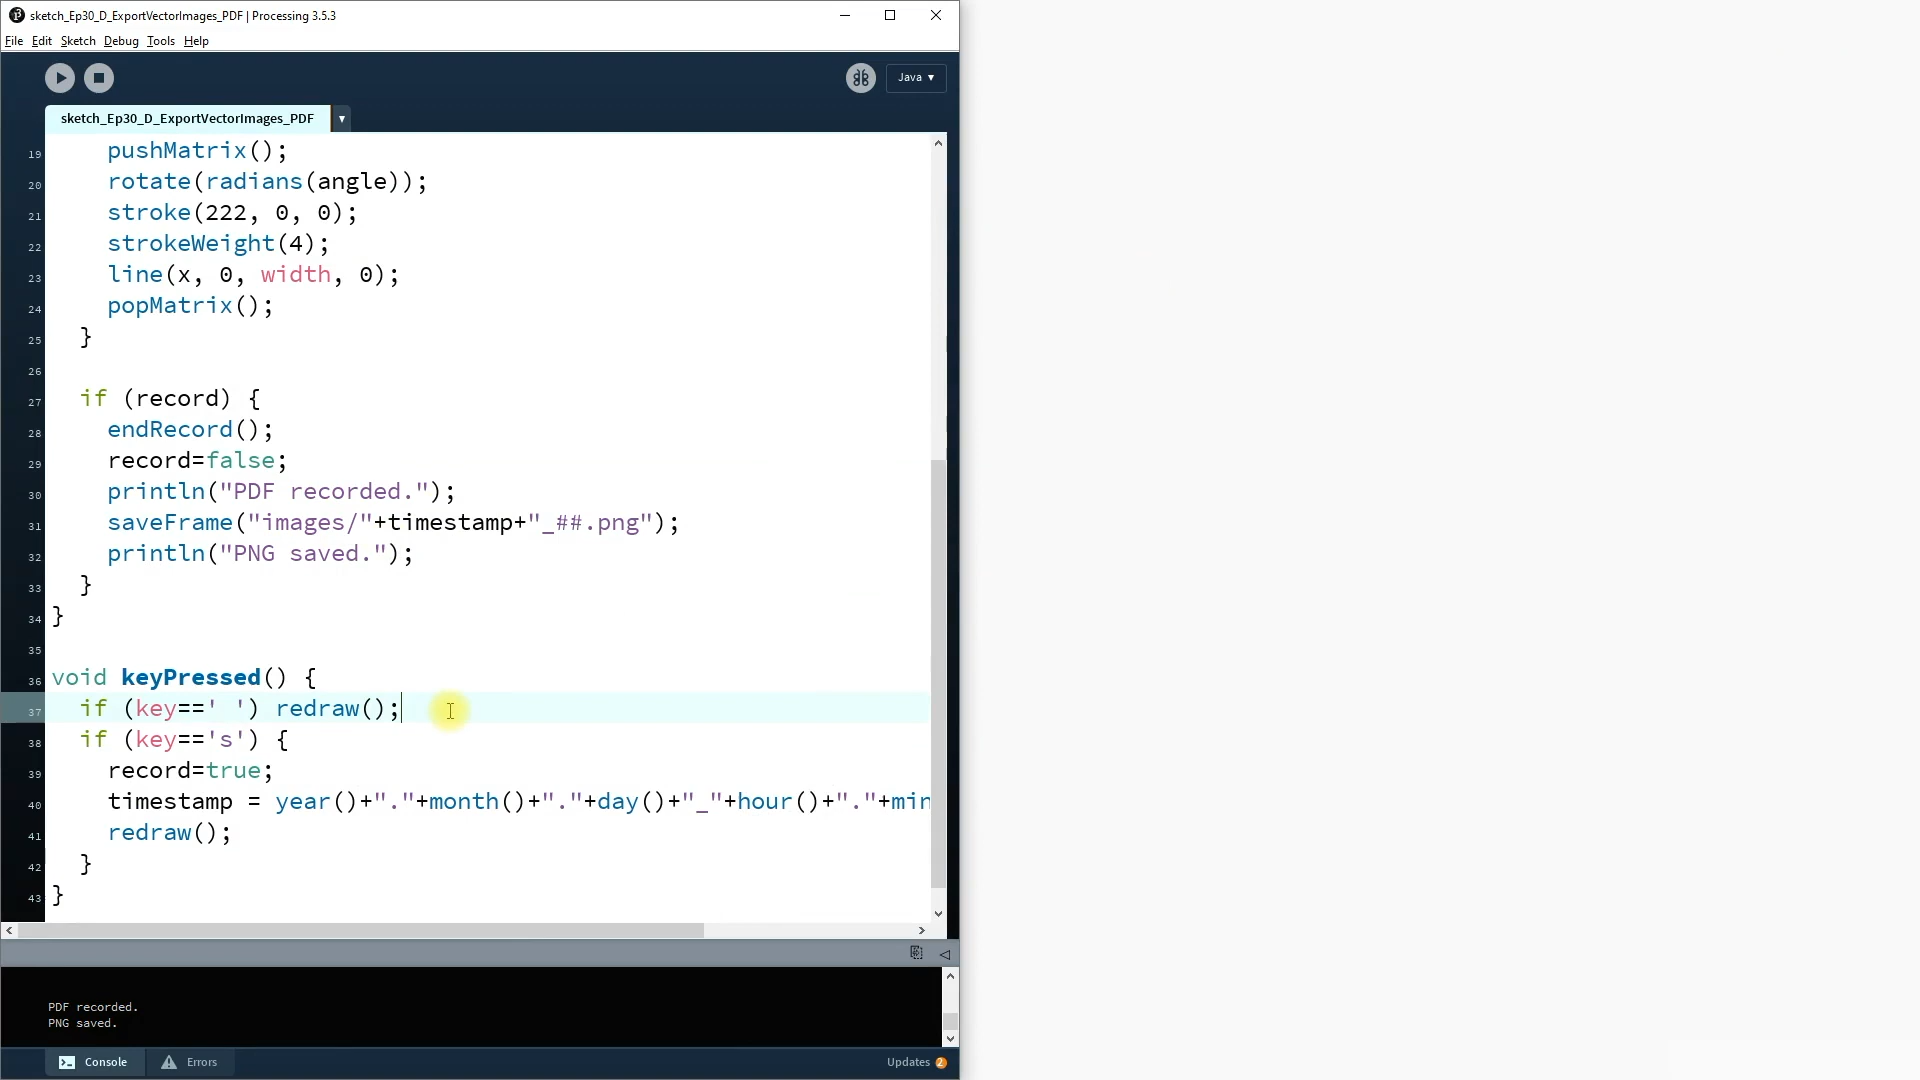 sketch_Ep30_D_ExportVectorImages_PDF | Processing 3.5.3
File Edit Sketch Debug Tools Help
Java ▾
sketch_Ep30_D_ExportVectorImages_PDF ▾
19 pushMatrix();
20 rotate(radians(angle));
21 stroke(222, 0, 0);
22 strokeWeight(4);
23 line(x, 0, width, 0);
24 popMatrix();
25 }
26
27 if (record) {
28 endRecord();
29 record=false;
30 println("PDF recorded.");
31 saveFrame("images/"+timestamp+"_##.png");
32 println("PNG saved.");
33 }
34 }
35
36 void keyPressed() {
37 if (key==' ') redraw();
38 if (key=='s') {
39 record=true;
40 timestamp = year()+"."+month()+"."+day()+"_"+hour()+"."+min
41 redraw();
42 }
43 }
PDF recorded.
PNG saved.
Console Errors Updates 2